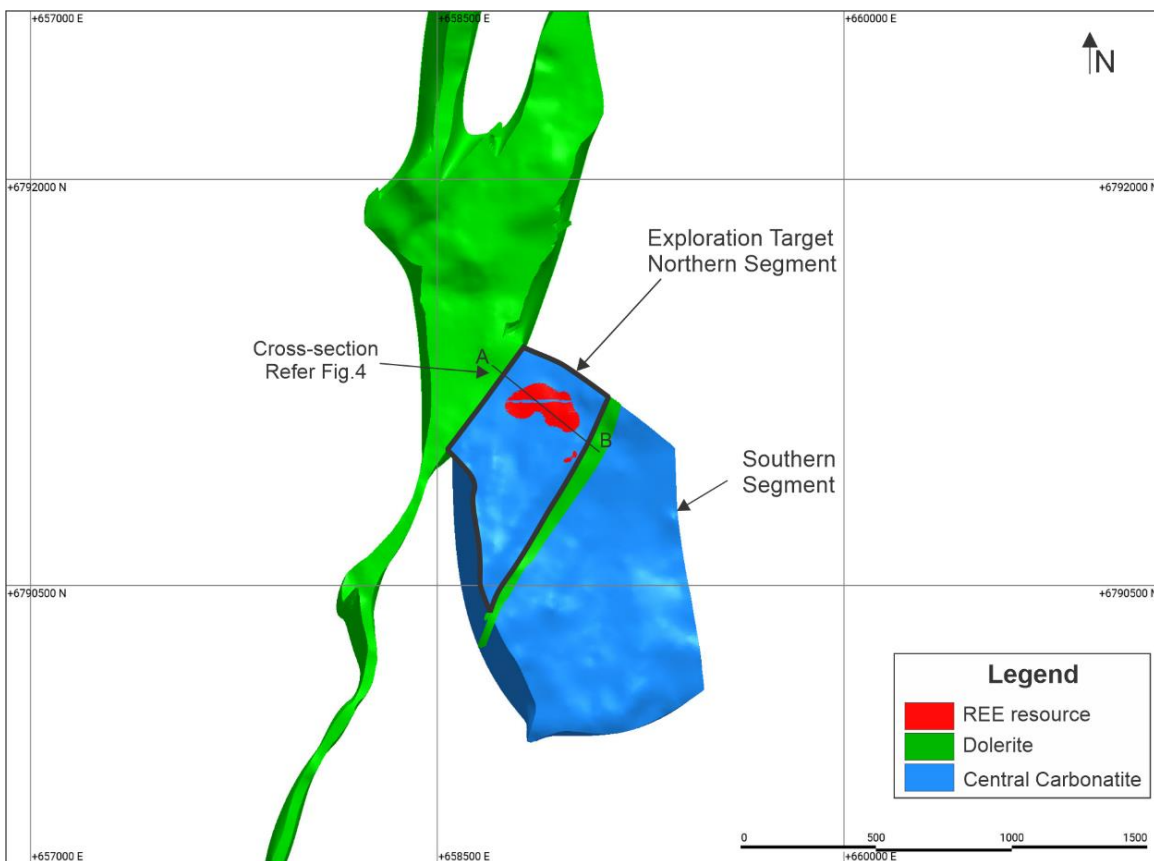 +657000 E
+658500 E
+660000 E
N
+6792000 N
+6792000 N
Exploration Target
Northern Segment
Cross-section
Refer Fig.4
A
B
Southern
Segment
+6790500 N
+6790500 N
Legend
REE resource
Dolerite
Central Carbonatite
0
500
1000
1500
+657000 E
+658500 E
+660000 E